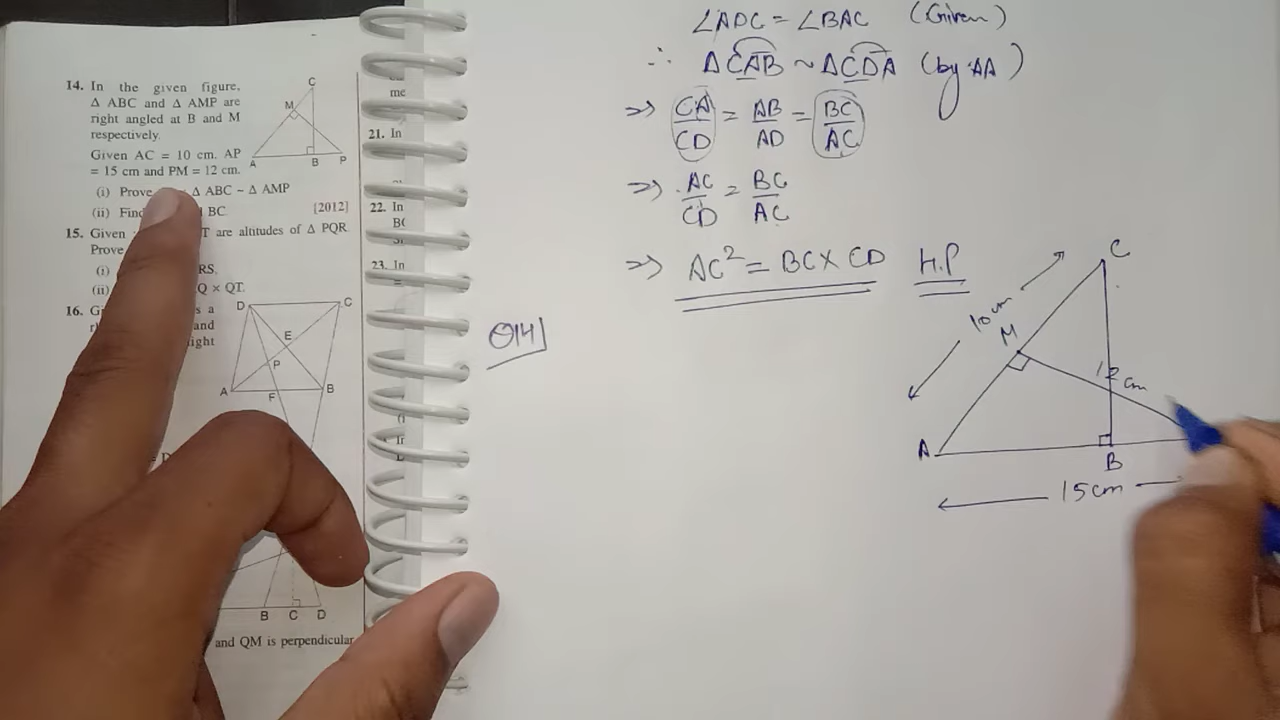 14. In the given figure,
Δ ABC and Δ AMP are
right angled at B and M
respectively.
Given AC = 10 cm. AP
= 15 cm and PM = 12 cm.
(i) Prove Δ ABC ~ Δ AMP
(ii) BC. [2012]
C
M
A B P
15. Given T are altitudes of Δ PQR.
Prove
(i) RS.
(ii) Q × QT.
16. s a
and
ight
D C
E
P
A F B
B C D
and QM is perpendicular
me
21. In
22. In
23. In
∠ADC = ∠BAC (Given)
∴ ΔCAB ~ ΔCDA (by AA)
⇒ CA/CD = AB/AD = BC/AC
⇒ AC/CD = BC/AC
⇒ AC² = BC × CD H.P
Q14]
C
10 cm
M
12 cm
A
B
15 cm